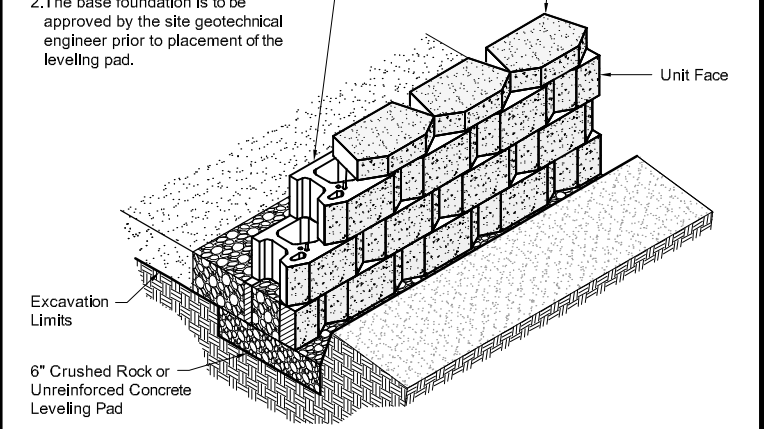 2.The base foundation is to be
approved by the site geotechnical
engineer prior to placement of the
leveling pad.
Unit Face
Excavation
Limits
6" Crushed Rock or
Unreinforced Concrete
Leveling Pad